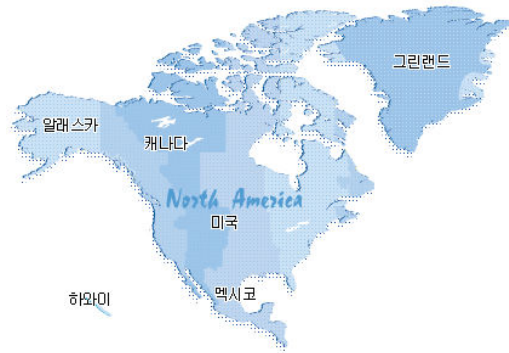 그린랜드
알래스카
캐나다
North America
미국
하와이
멕시코